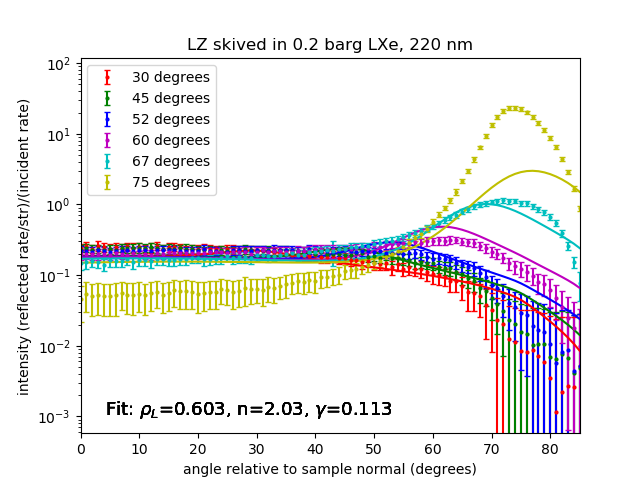 LZ skived in 0.2 barg LXe, 220 nm
intensity (reflected rate/str)/(incident rate)
10²
10¹
10⁰
10⁻¹
10⁻²
10⁻³
30 degrees
45 degrees
52 degrees
60 degrees
67 degrees
75 degrees
Fit: ρ_L=0.603, n=2.03, γ=0.113
0 10 20 30 40 50 60 70 80
angle relative to sample normal (degrees)